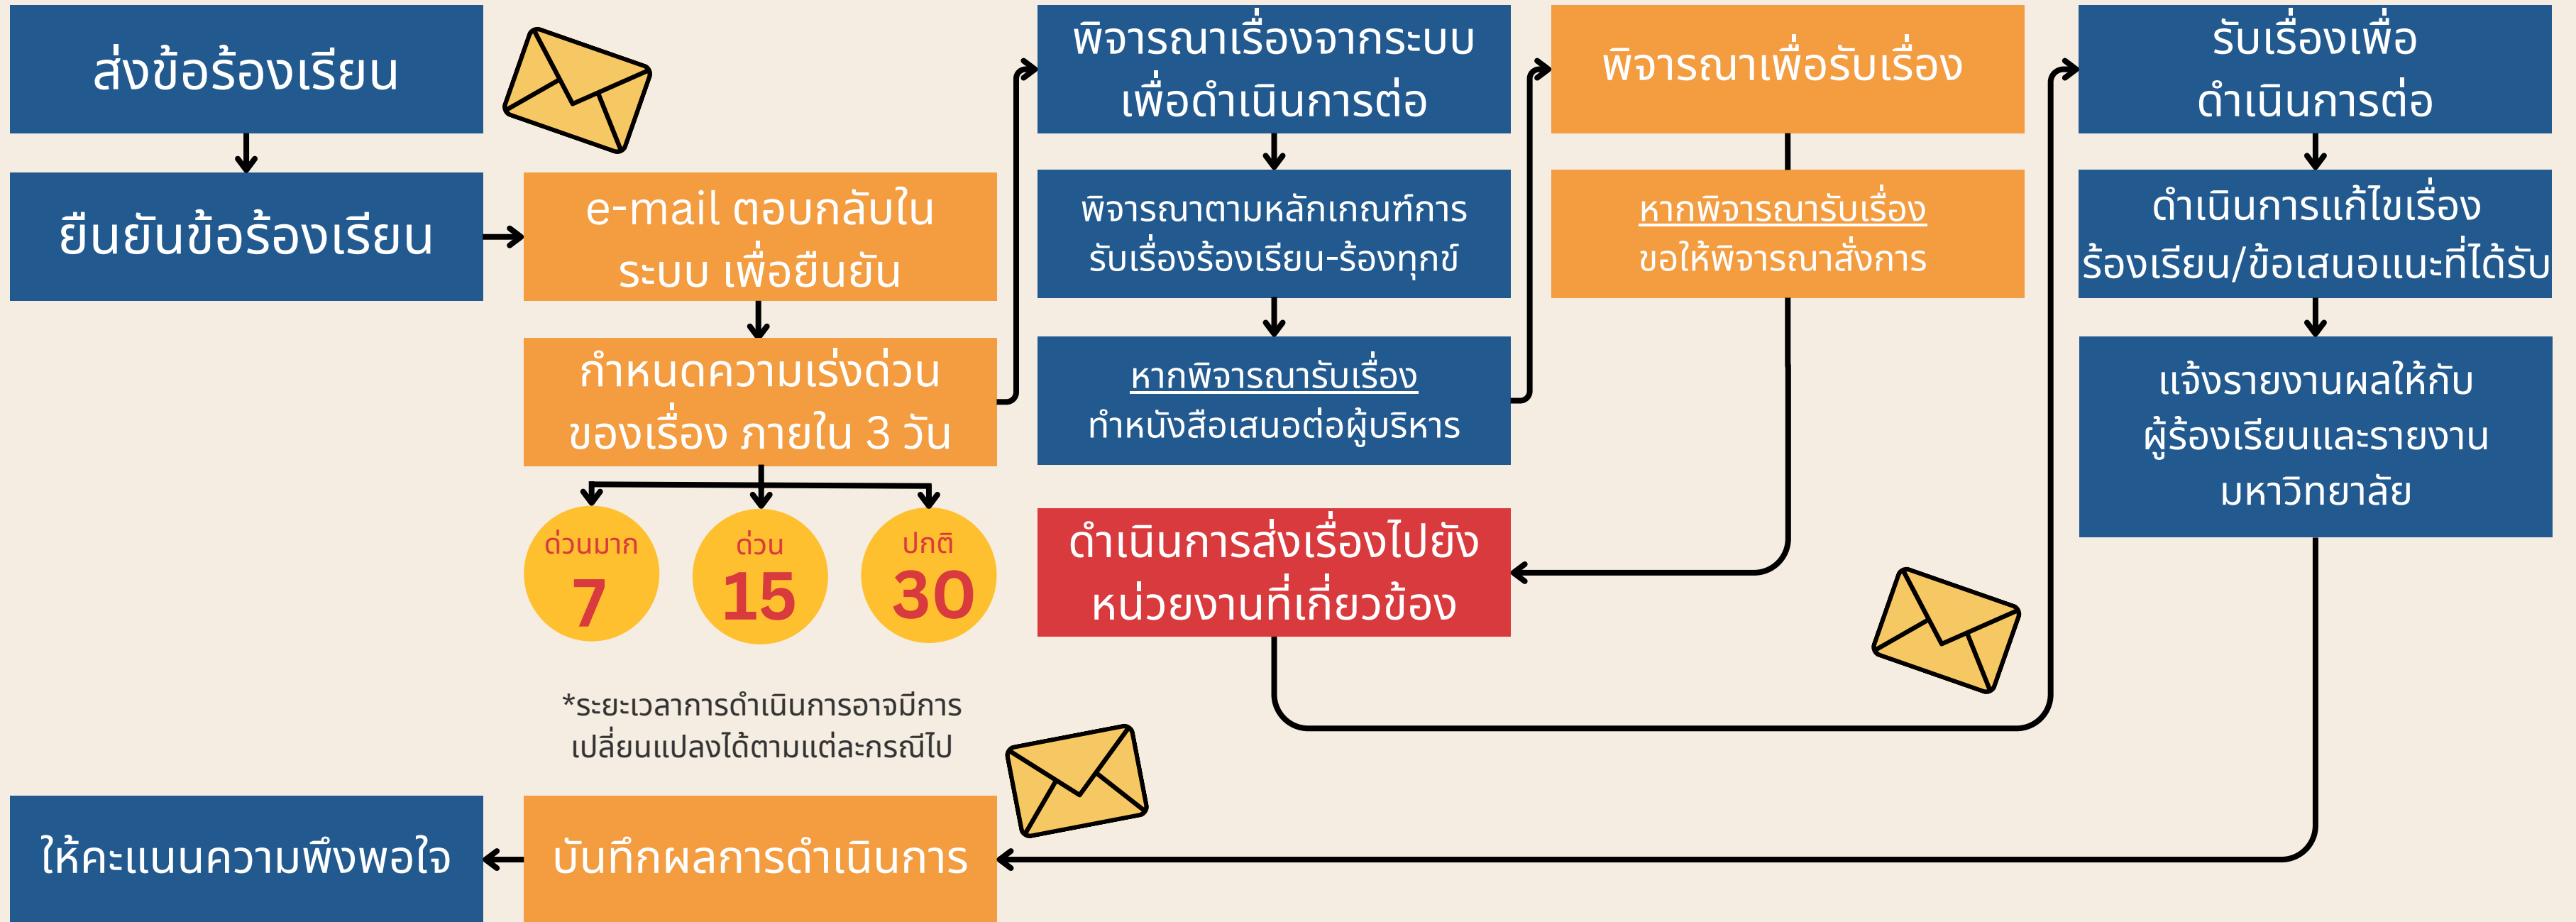 ส่งข้อร้องเรียน
ยืนยันข้อร้องเรียน
e-mail ตอบกลับใน
ระบบ เพื่อยืนยัน
กำหนดความเร่งด่วน
ของเรื่อง ภายใน 3 วัน
ด่วนมาก
7
ด่วน
15
ปกติ
30
*ระยะเวลาการดำเนินการอาจมีการ
เปลี่ยนแปลงได้ตามแต่ละกรณีไป
พิจารณาเรื่องจากระบบ
เพื่อดำเนินการต่อ
พิจารณาตามหลักเกณฑ์การ
รับเรื่องร้องเรียน-ร้องทุกข์
หากพิจารณารับเรื่อง
ทำหนังสือเสนอต่อผู้บริหาร
พิจารณาเพื่อรับเรื่อง
หากพิจารณารับเรื่อง
ขอให้พิจารณาสั่งการ
ดำเนินการส่งเรื่องไปยัง
หน่วยงานที่เกี่ยวข้อง
รับเรื่องเพื่อ
ดำเนินการต่อ
ดำเนินการแก้ไขเรื่อง
ร้องเรียน/ข้อเสนอแนะที่ได้รับ
แจ้งรายงานผลให้กับ
ผู้ร้องเรียนและรายงาน
มหาวิทยาลัย
บันทึกผลการดำเนินการ
ให้คะแนนความพึงพอใจ